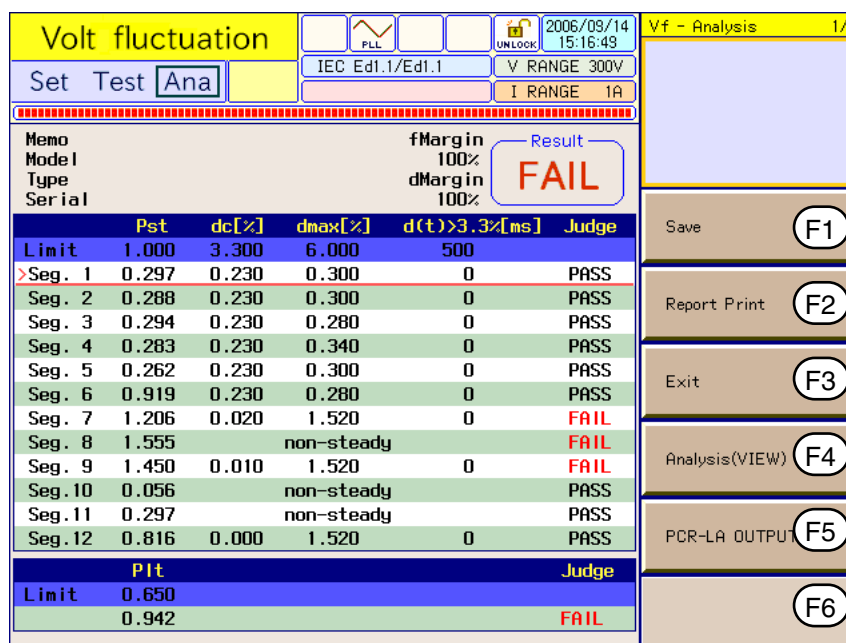 Volt fluctuation
PLL
UNLOCK
2006/09/14
15:16:49
IEC Ed1.1/Ed1.1
V RANGE 300V
I RANGE 1A
Set Test Ana
Memo
Model
Type
Serial
fMargin
100%
dMargin
100%
Result
FAIL
Pst dc[%] dmax[%] d(t)>3.3%[ms] Judge
Limit 1.000 3.300 6.000 500
>Seg. 1 0.297 0.230 0.300 0 PASS
Seg. 2 0.288 0.230 0.300 0 PASS
Seg. 3 0.294 0.230 0.280 0 PASS
Seg. 4 0.283 0.230 0.340 0 PASS
Seg. 5 0.262 0.230 0.300 0 PASS
Seg. 6 0.919 0.230 0.280 0 PASS
Seg. 7 1.206 0.020 1.520 0 FAIL
Seg. 8 1.555 non-steady FAIL
Seg. 9 1.450 0.010 1.520 0 FAIL
Seg.10 0.056 non-steady PASS
Seg.11 0.297 non-steady PASS
Seg.12 0.816 0.000 1.520 0 PASS
Plt Judge
Limit 0.650
0.942 FAIL
Vf - Analysis 1/
Save F1
Report Print F2
Exit F3
Analysis(VIEW) F4
PCR-LA OUTPUT F5
F6